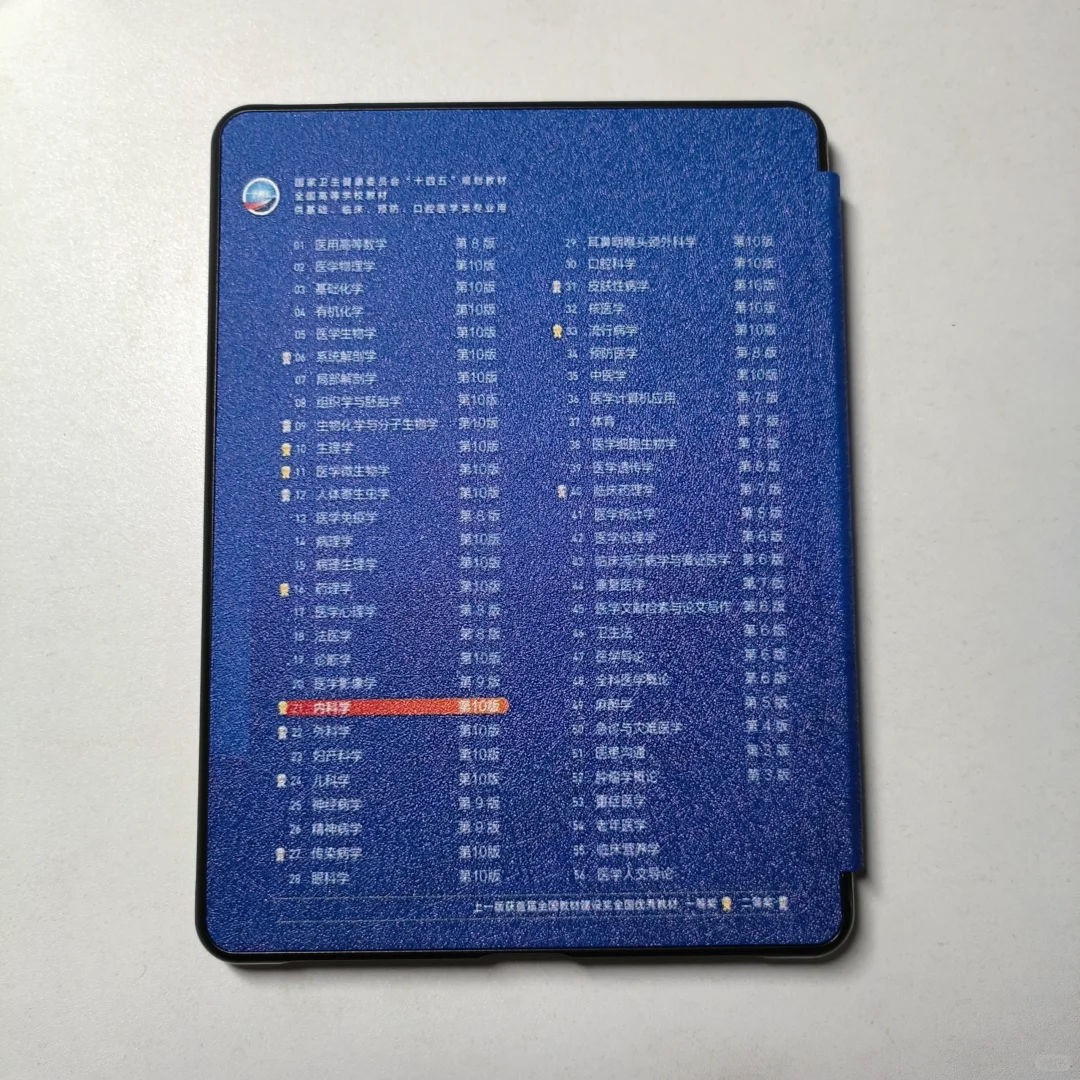 国家卫生健康委员会“十四五”规划教材
全国高等学校教材
供基础、临床、预防、口腔医学类专业用
01 医用高等数学 第8版
02 医学物理学 第10版
03 基础化学 第10版
04 有机化学 第10版
05 医学生物学 第10版
06 系统解剖学 第10版
07 局部解剖学 第10版
08 组织学与胚胎学 第10版
09 生物化学与分子生物学 第10版
10 生理学 第10版
11 医学微生物学 第10版
12 人体寄生虫学 第10版
13 医学免疫学 第8版
14 病理学 第10版
15 病理生理学 第10版
16 药理学 第10版
17 医学心理学 第8版
18 法医学 第8版
19 诊断学 第10版
20 医学影像学 第9版
21 内科学 第10版
22 外科学 第10版
23 妇产科学 第10版
24 儿科学 第10版
25 神经病学 第9版
26 精神病学 第9版
27 传染病学 第10版
28 眼科学 第10版
29 耳鼻咽喉头颈外科学 第10版
30 口腔科学 第10版
31 皮肤性病学 第10版
32 核医学 第10版
33 流行病学 第10版
34 预防医学 第8版
35 中医学 第10版
36 医学计算机应用 第7版
37 体育 第7版
38 医学细胞生物学 第7版
39 医学遗传学 第8版
40 临床药理学 第7版
41 医学统计学 第5版
42 医学伦理学 第6版
43 临床流行病学与循证医学 第6版
44 康复医学 第7版
45 医学文献检索与论文写作 第6版
46 卫生法 第6版
47 医学导论 第6版
48 全科医学概论 第6版
49 麻醉学 第5版
50 急诊与灾难医学 第4版
51 医患沟通 第3版
52 肿瘤学概论 第3版
53 重症医学
54 老年医学
55 临床营养学
56 医学人文导论
上一版获首届全国教材建设奖全国优秀教材 一等奖 二等奖